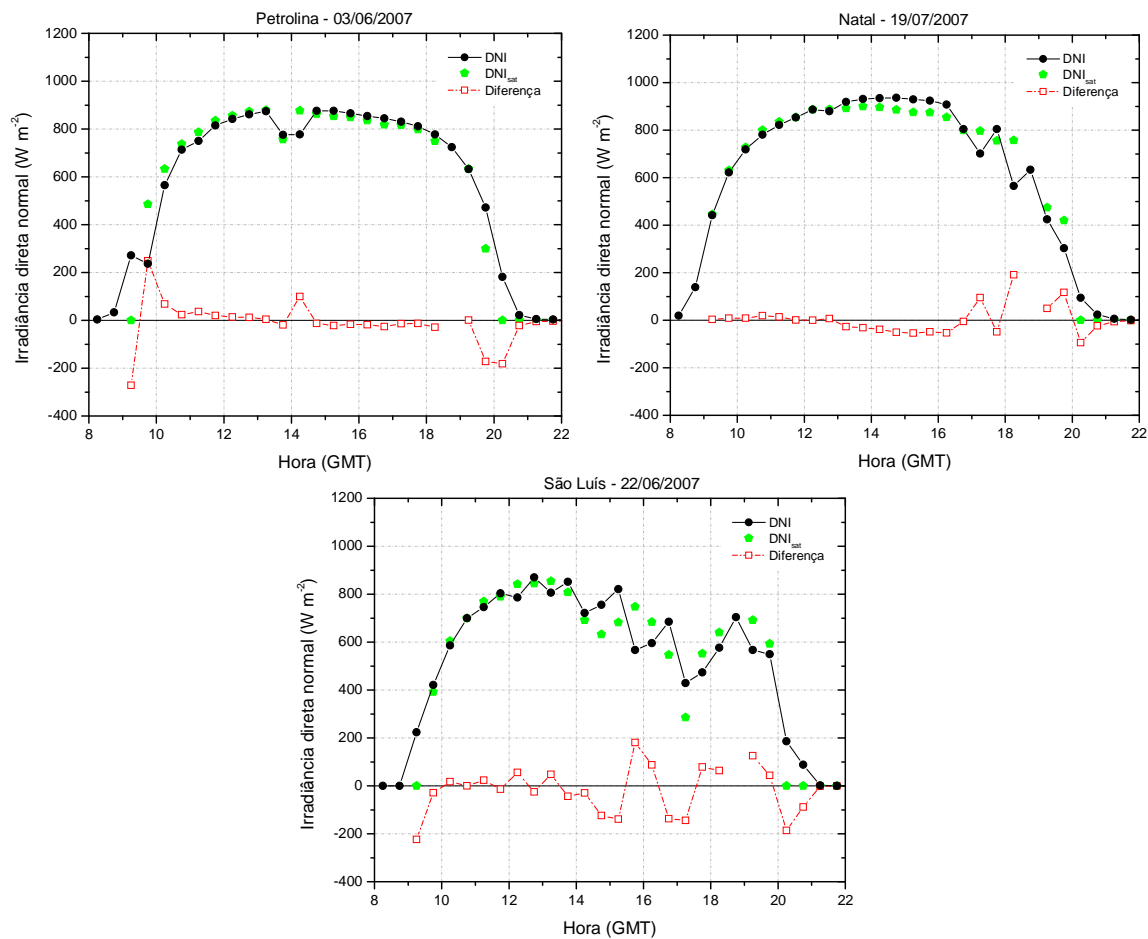 Petrolina - 03/06/2007
1200
1000
800
600
400
200
0
-200
-400
Irradiância direta normal (W m-2)
DNI
DNIsat
Diferença
8 10 12 14 16 18 20 22
Hora (GMT)
Natal - 19/07/2007
1200
1000
800
600
400
200
0
-200
-400
Irradiância direta normal (W m-2)
DNI
DNIsat
Diferença
8 10 12 14 16 18 20 22
Hora (GMT)
São Luís - 22/06/2007
1200
1000
800
600
400
200
0
-200
-400
Irradiância direta normal (W m-2)
DNI
DNIsat
Diferença
8 10 12 14 16 18 20 22
Hora (GMT)